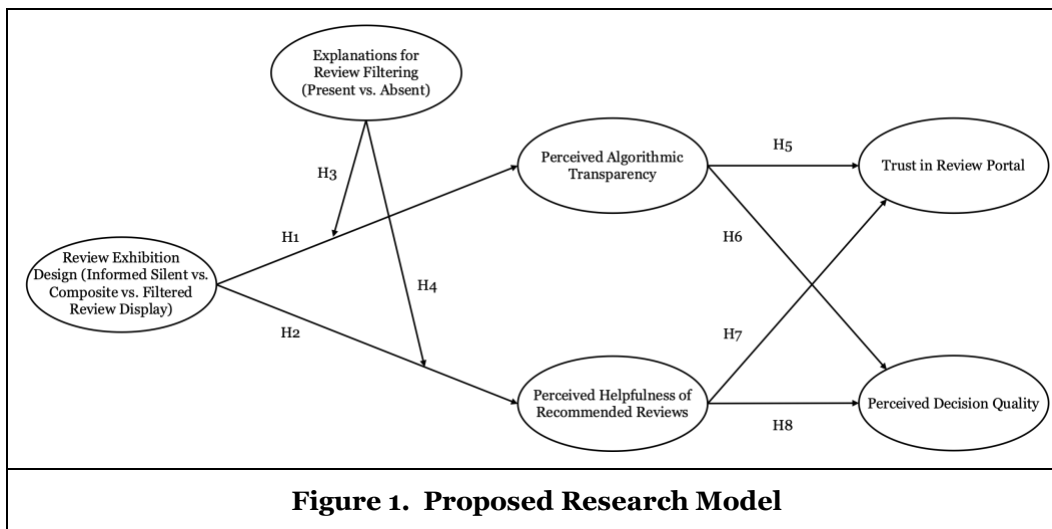 Explanations for
Review Filtering
(Present vs. Absent)
H3
H1
H4
H2
Review Exhibition
Design (Informed Silent vs.
Composite vs. Filtered
Review Display)
Perceived Algorithmic
Transparency
Perceived Helpfulness of
Recommended Reviews
H5
H6
H7
H8
Trust in Review Portal
Perceived Decision Quality
Figure 1. Proposed Research Model